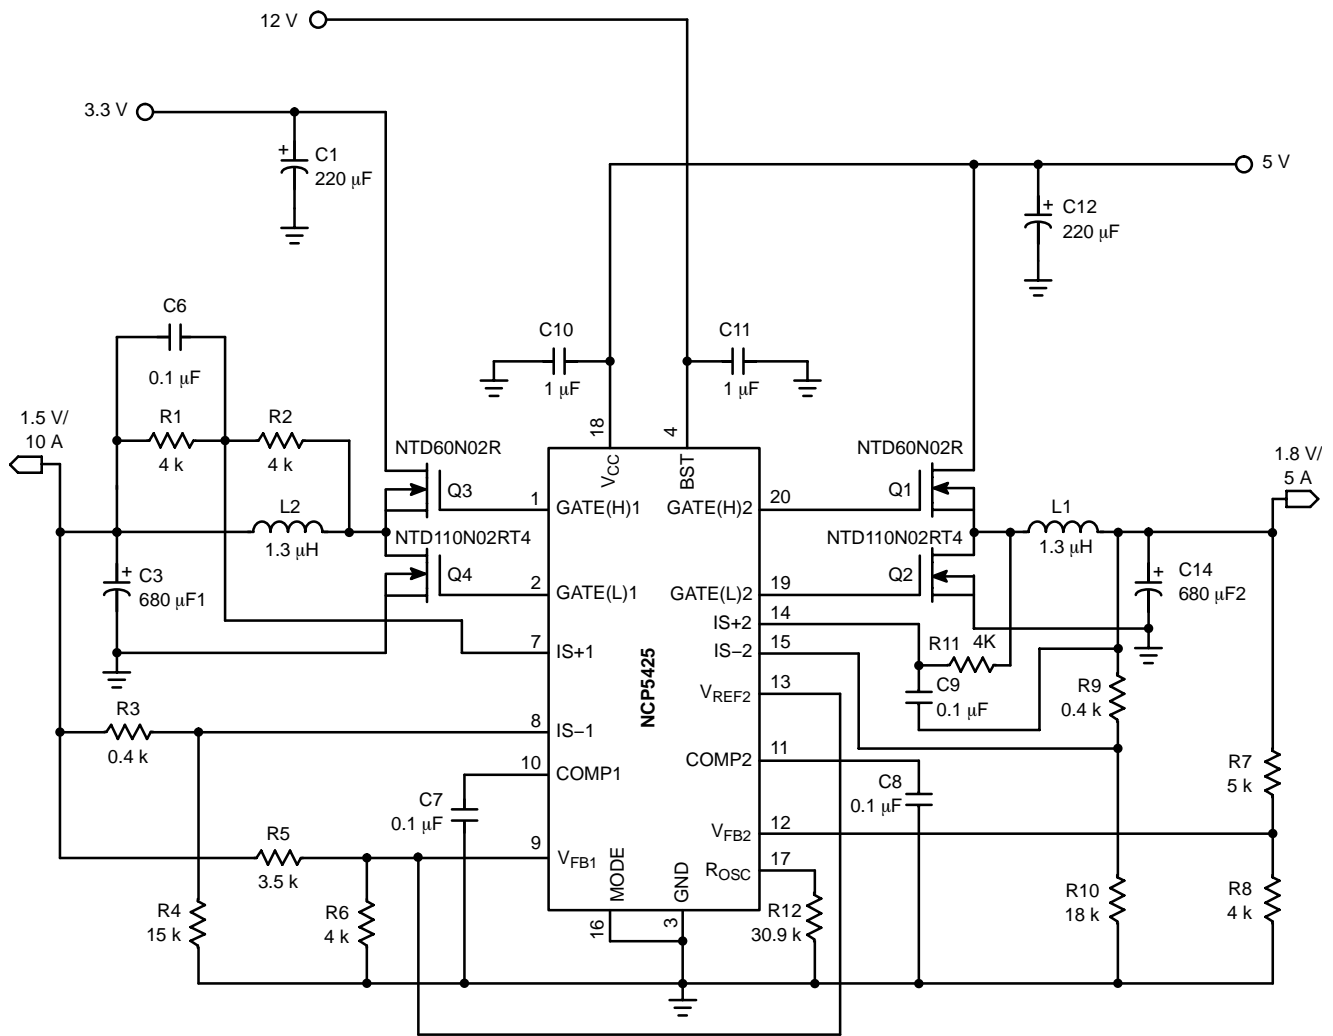 12 V
3.3 V
+
C1
220 μF
5 V
+
C12
220 μF
C6
0.1 μF
C10
1 μF
C11
1 μF
1.5 V/
10 A
R1
4 k
R2
4 k
18
4
NTD60N02R
VCC
BST
NTD60N02R
1.8 V/
5 A
Q3
1
GATE(H)1
GATE(H)2
20
Q1
L2
1.3 μH
L1
1.3 μH
NTD110N02RT4
NTD110N02RT4
+
C3
680 μF1
Q4
2
GATE(L)1
GATE(L)2
19
Q2
+
C14
680 μF2
IS+2
14
R11
4K
7
IS+1
IS−2
15
NCP5425
VREF2
13
C9
0.1 μF
R9
0.4 k
R3
0.4 k
8
IS−1
10
COMP1
COMP2
11
C7
0.1 μF
C8
0.1 μF
R7
5 k
R5
3.5 k
9
VFB1
VFB2
12
MODE
GND
ROSC
17
R4
15 k
R6
4 k
16
3
R12
30.9 k
R10
18 k
R8
4 k